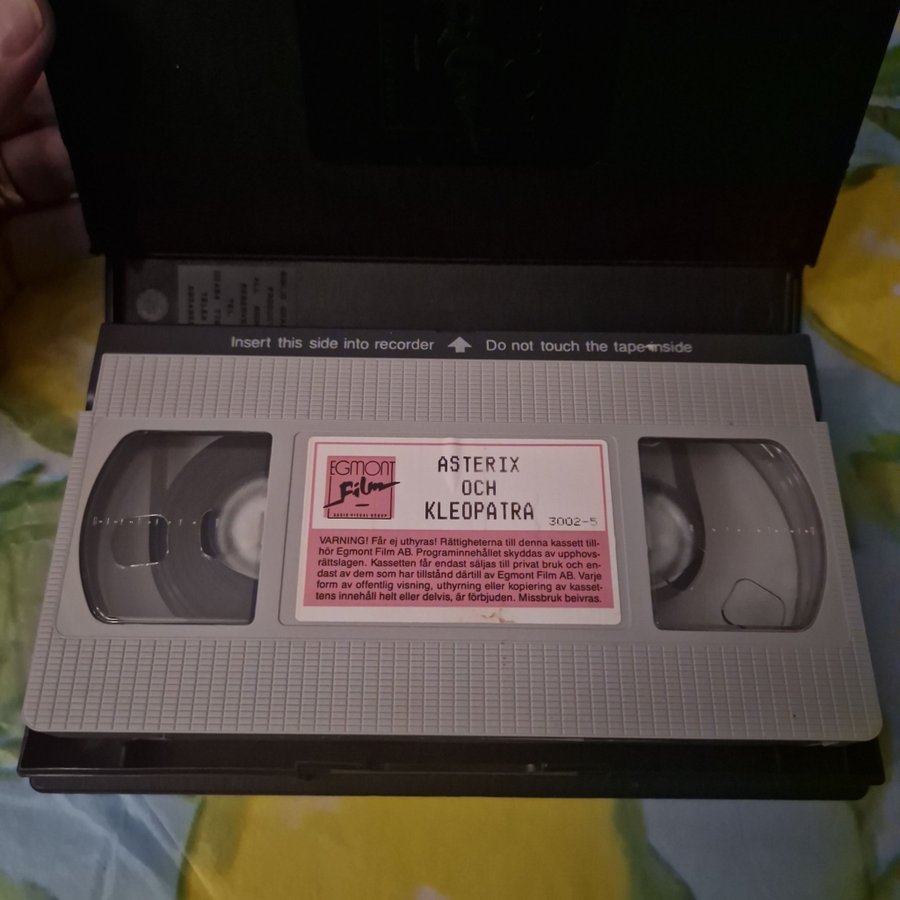 Insert this side into recorder Do not touch the tape inside
EGMONT
Film
AUDIO VISUAL GROUP
ASTERIX
OCH
KLEOPATRA
3002-5
VARNING! Får ej uthyras! Rättigheterna till denna kassett till-
hör Egmont Film AB. Programinnehållet skyddas av upphovs-
rättslagen. Kassetten får endast säljas till privat bruk och en-
dast av dem som har tillstånd därtill av Egmont Film AB. Varje
form av offentlig visning, uthyrning eller kopiering av kasset-
tens innehåll helt eller delvis, är förbjuden. Missbruk beivras.